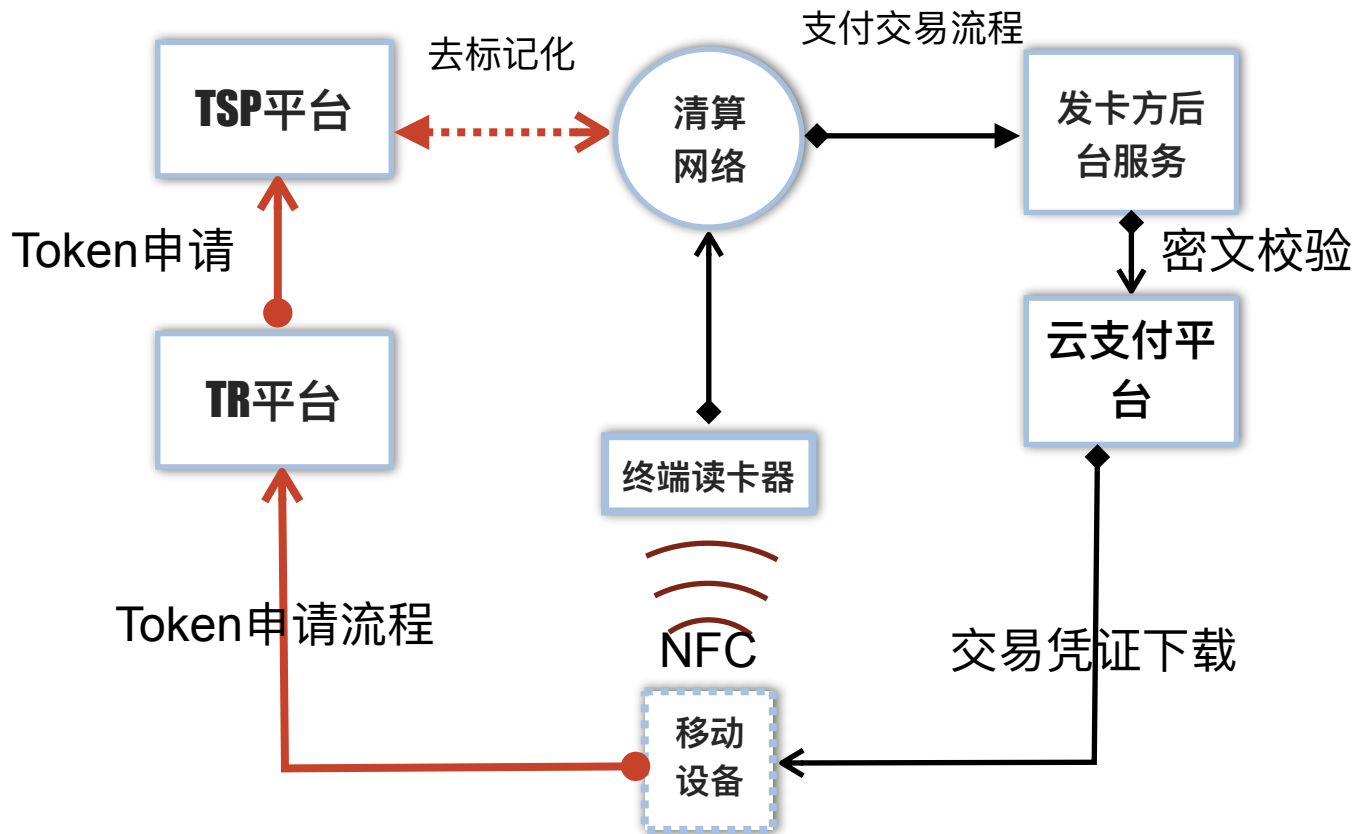 支付交易流程
去标记化
TSP平台
清算
网络
发卡方后
台服务
Token申请
密文校验
TR平台
云支付平
台
终端读卡器
Token申请流程
NFC
交易凭证下载
移动
设备